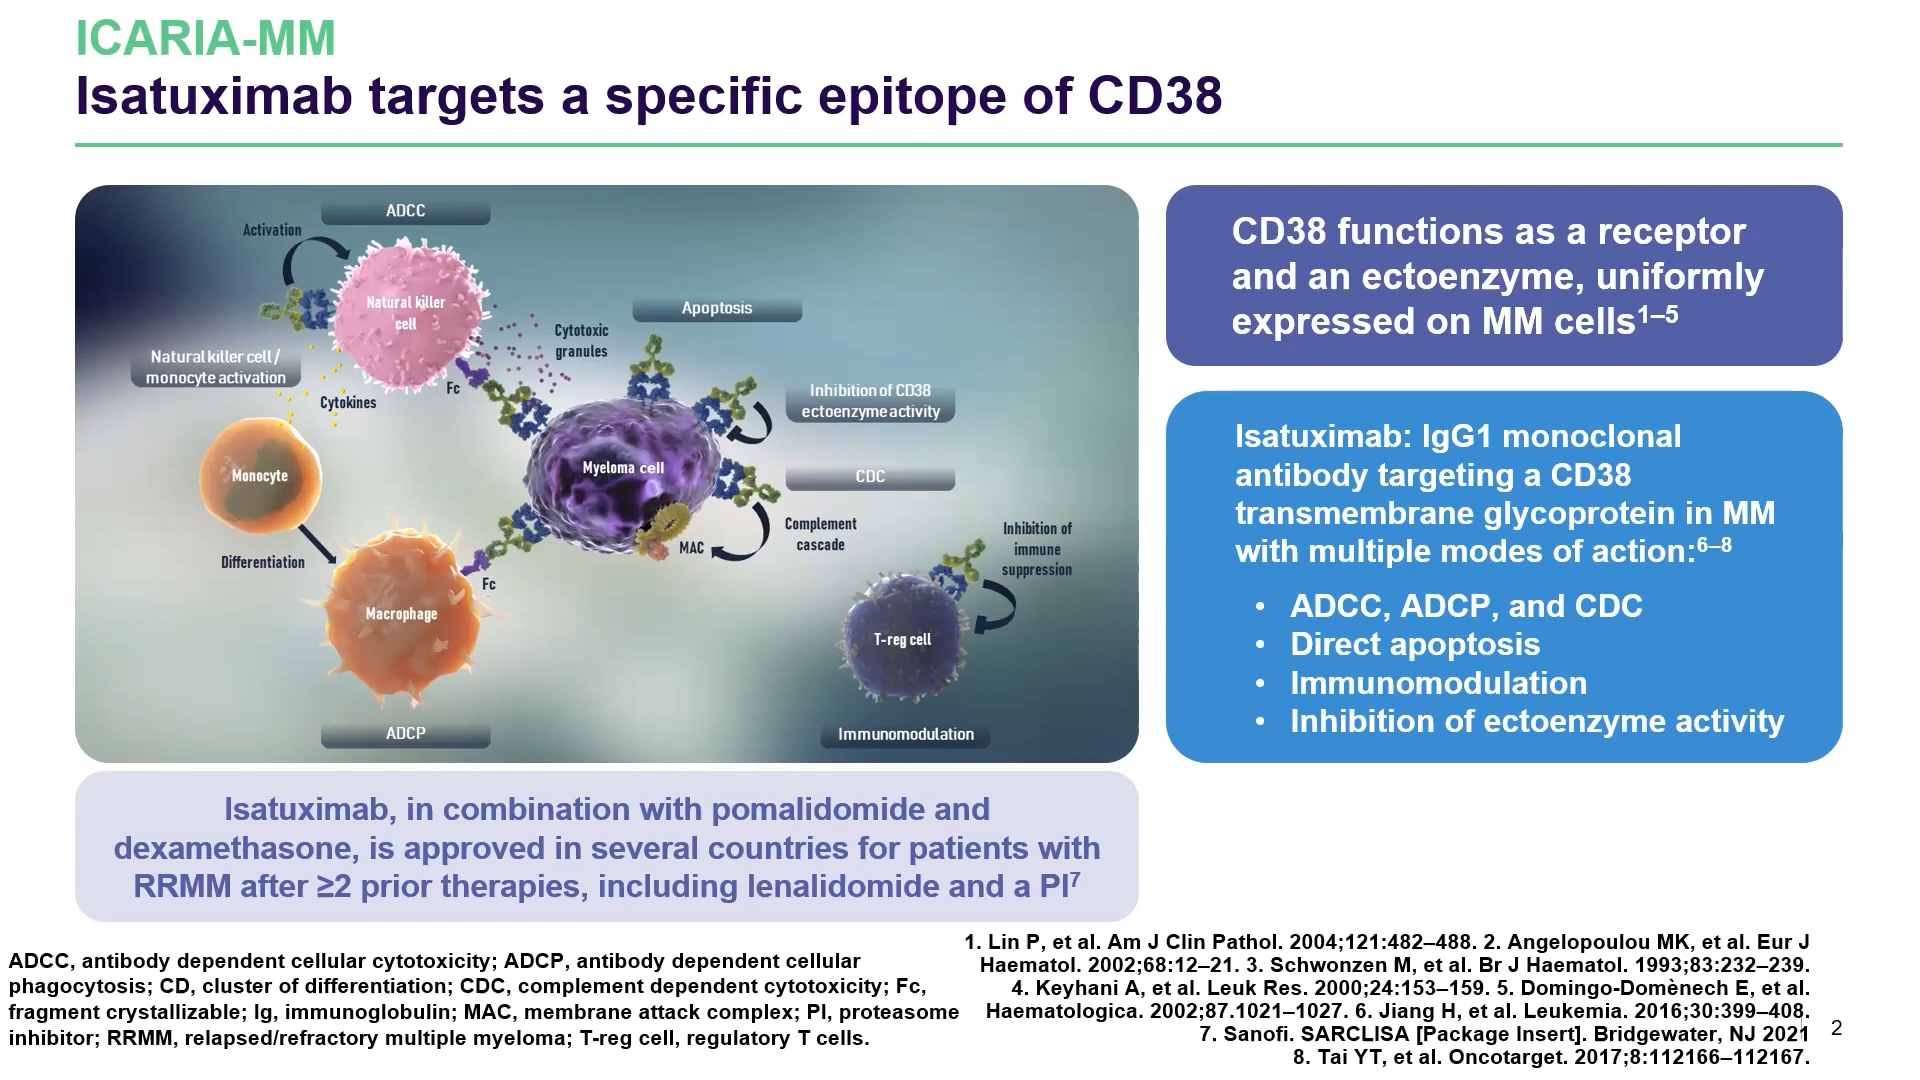 ICARIA-MM
Isatuximab targets a specific epitope of CD38
ADCC
Activation
Natural killer
cell
Cytotoxic
granules
Apoptosis
Natural killer cell /
monocyte activation
Cytokines
Fc
Inhibition of CD38
ectoenzyme activity
Monocyte
Myeloma cell
CDC
Complement
cascade
MAC
Differentiation
Fc
Macrophage
Inhibition of
immune
suppression
T-reg cell
ADCP
Immunomodulation
CD38 functions as a receptor
and an ectoenzyme, uniformly
expressed on MM cells1–5
Isatuximab: IgG1 monoclonal
antibody targeting a CD38
transmembrane glycoprotein in MM
with multiple modes of action:6–8
• ADCC, ADCP, and CDC
• Direct apoptosis
• Immunomodulation
• Inhibition of ectoenzyme activity
Isatuximab, in combination with pomalidomide and
dexamethasone, is approved in several countries for patients with
RRMM after ≥2 prior therapies, including lenalidomide and a PI7
ADCC, antibody dependent cellular cytotoxicity; ADCP, antibody dependent cellular
phagocytosis; CD, cluster of differentiation; CDC, complement dependent cytotoxicity; Fc,
fragment crystallizable; Ig, immunoglobulin; MAC, membrane attack complex; PI, proteasome
inhibitor; RRMM, relapsed/refractory multiple myeloma; T-reg cell, regulatory T cells.
1. Lin P, et al. Am J Clin Pathol. 2004;121:482–488. 2. Angelopoulou MK, et al. Eur J
Haematol. 2002;68:12–21. 3. Schwonzen M, et al. Br J Haematol. 1993;83:232–239.
4. Keyhani A, et al. Leuk Res. 2000;24:153–159. 5. Domingo-Domènech E, et al.
Haematologica. 2002;87.1021–1027. 6. Jiang H, et al. Leukemia. 2016;30:399–408.
7. Sanofi. SARCLISA [Package Insert]. Bridgewater, NJ 2021
8. Tai YT, et al. Oncotarget. 2017;8:112166–112167.
2